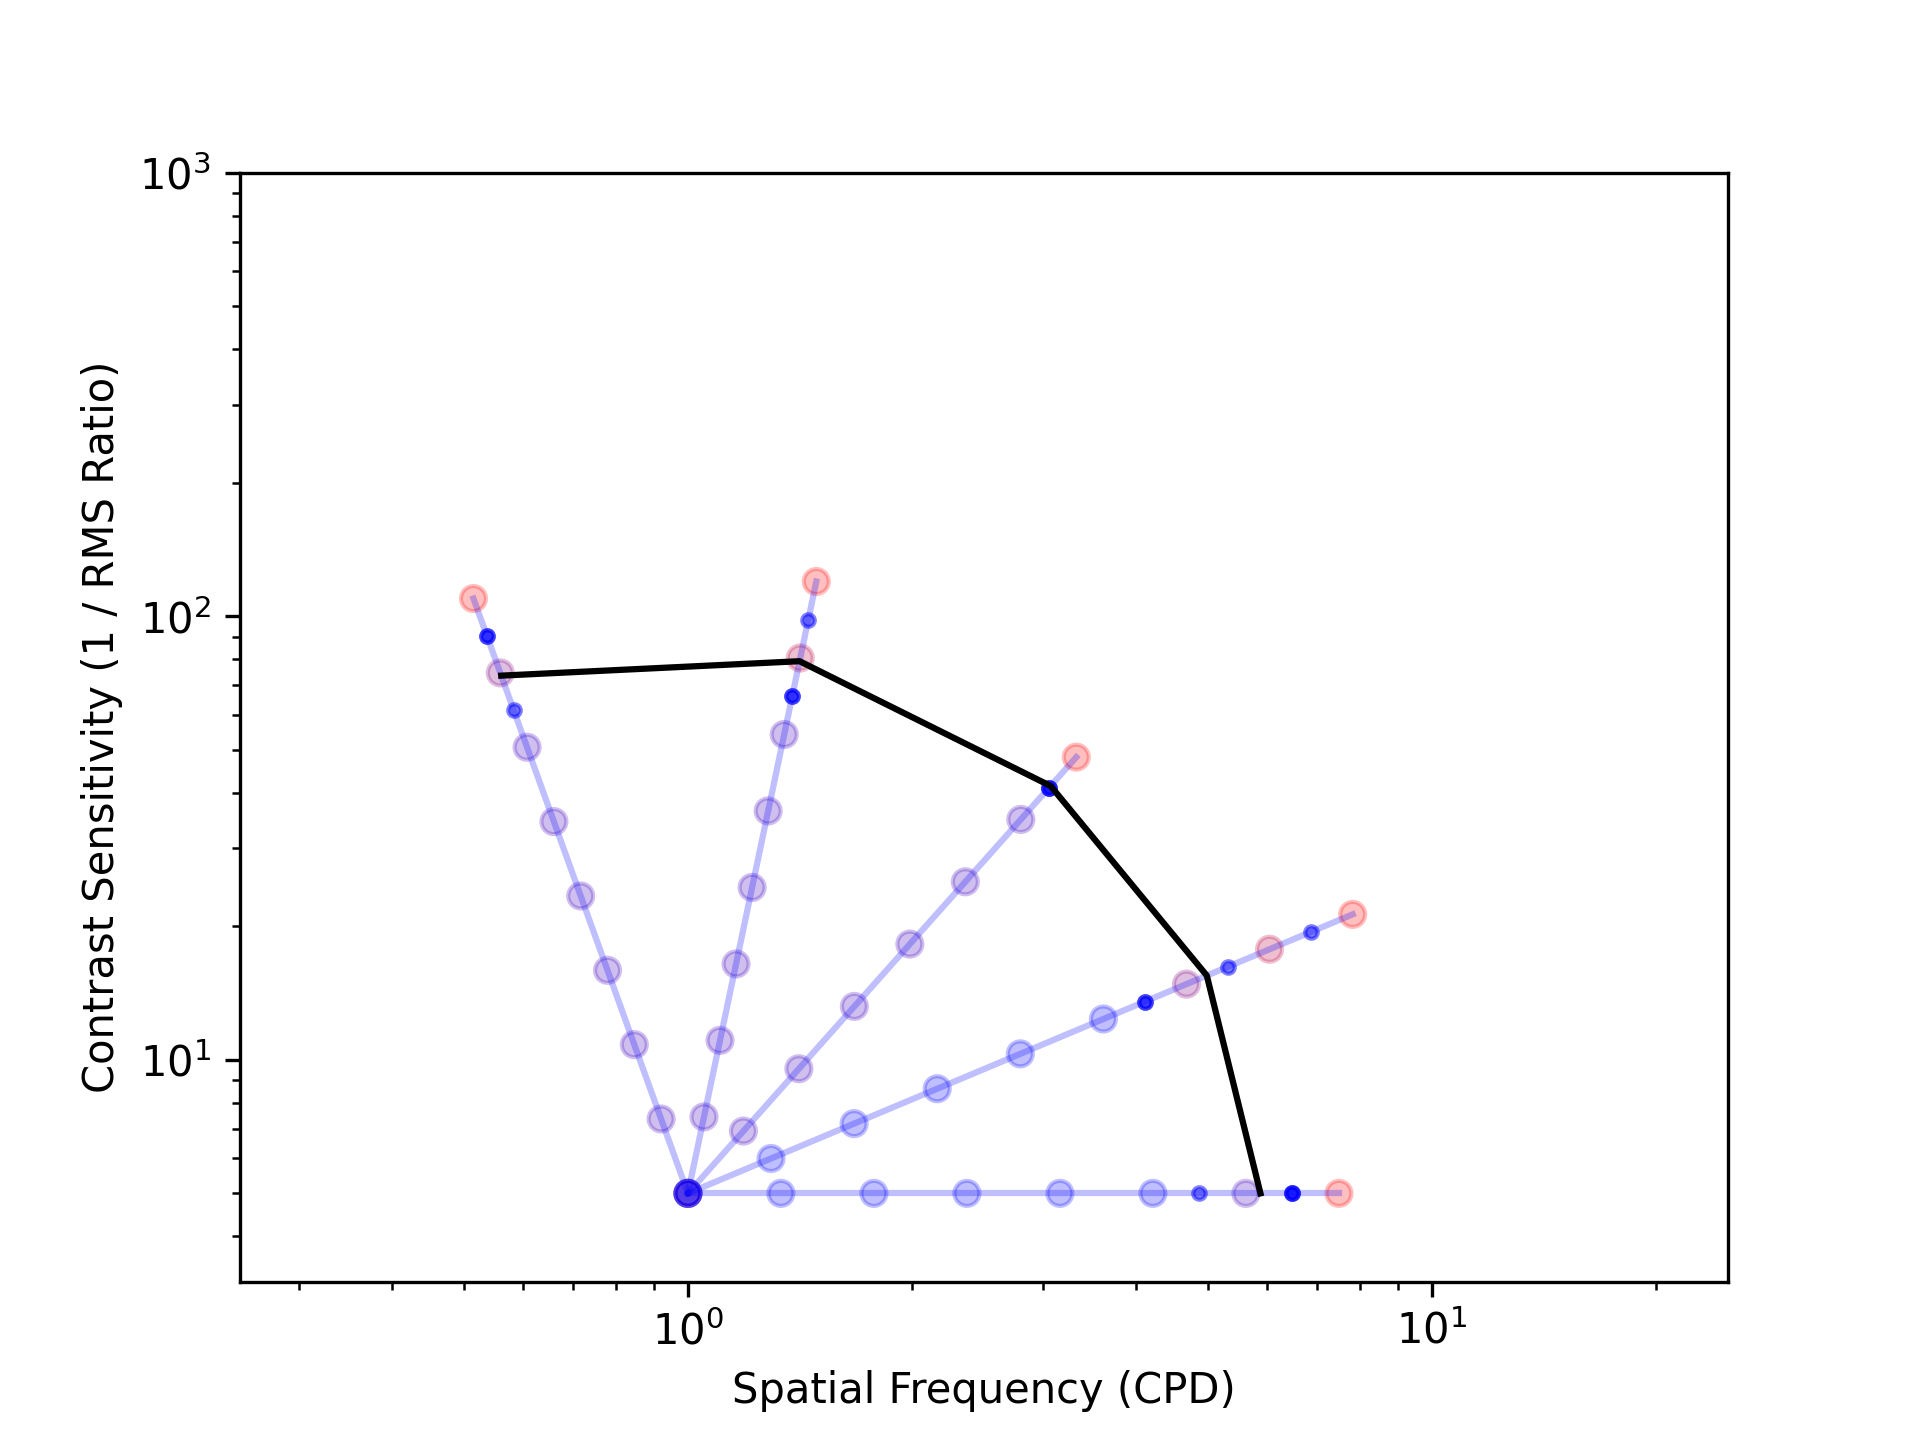 10³
10²
10¹
Contrast Sensitivity (1 / RMS Ratio)
10⁰
10¹
Spatial Frequency (CPD)